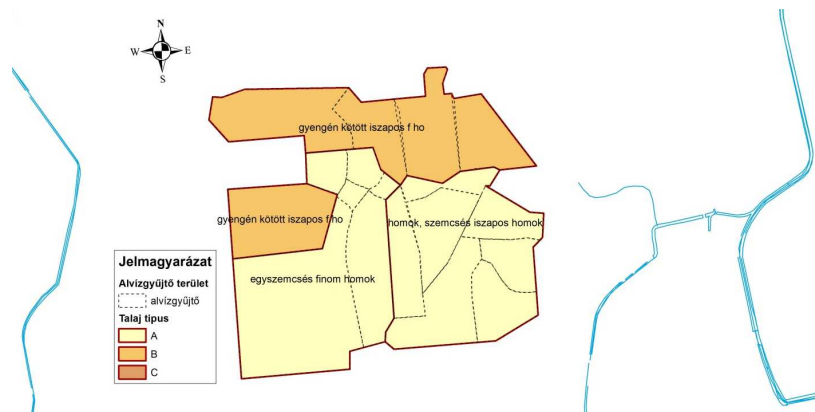 N
W E
S
gyengén kötött iszapos f ho
gyengén kötött iszapos f ho
homok, szemcsés iszapos homok
egyszemcsés finom homok
Jelmagyarázat
Alvízgyűjtő terület
alvízgyűjtő
Talaj tipus
A
B
C